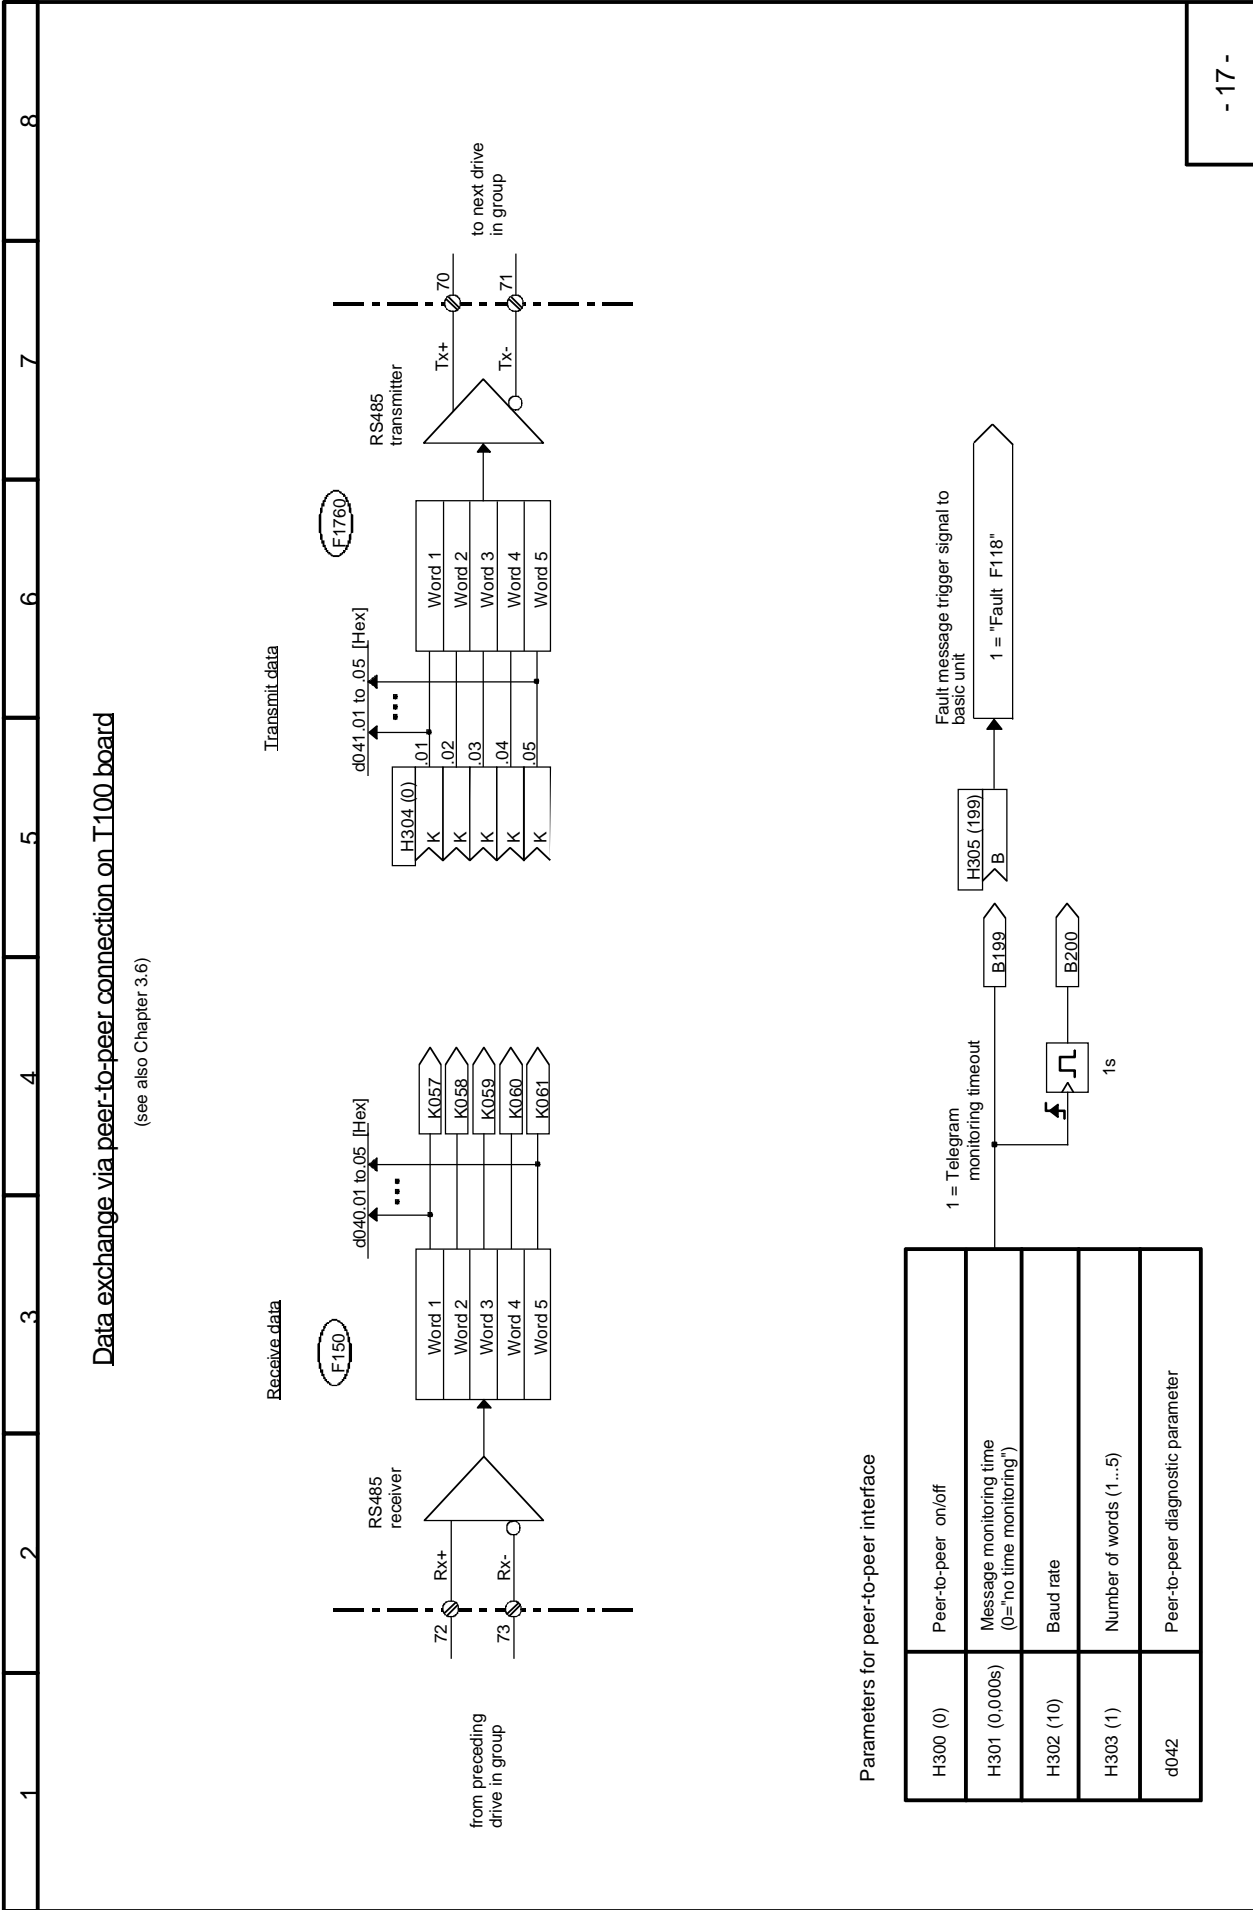 1 2 3 4 5 6 7 8
Data exchange via peer-to-peer connection on T100 board
(see also Chapter 3.6)
Receive data
Transmit data
F150
F1760
d040.01 to.05 [Hex]
d041.01 to .05 [Hex]
RS485
receiver
RS485
transmitter
from preceding
drive in group
72
Rx+
73
Rx-
Word 1
Word 2
Word 3
Word 4
Word 5
K057
K058
K059
K060
K061
H304 (0)
K .01
K .02
K .03
K .04
K .05
Word 1
Word 2
Word 3
Word 4
Word 5
Tx+
70
Tx-
71
to next drive
in group
Parameters for peer-to-peer interface
H300 (0) Peer-to-peer on/off
H301 (0,000s) Message monitoring time
(0="no time monitoring")
H302 (10) Baud rate
H303 (1) Number of words (1...5)
d042 Peer-to-peer diagnostic parameter
1 = Telegram
monitoring timeout
B199
B200
1s
H305 (199)
B
Fault message trigger signal to
basic unit
1 = "Fault F118"
- 17 -